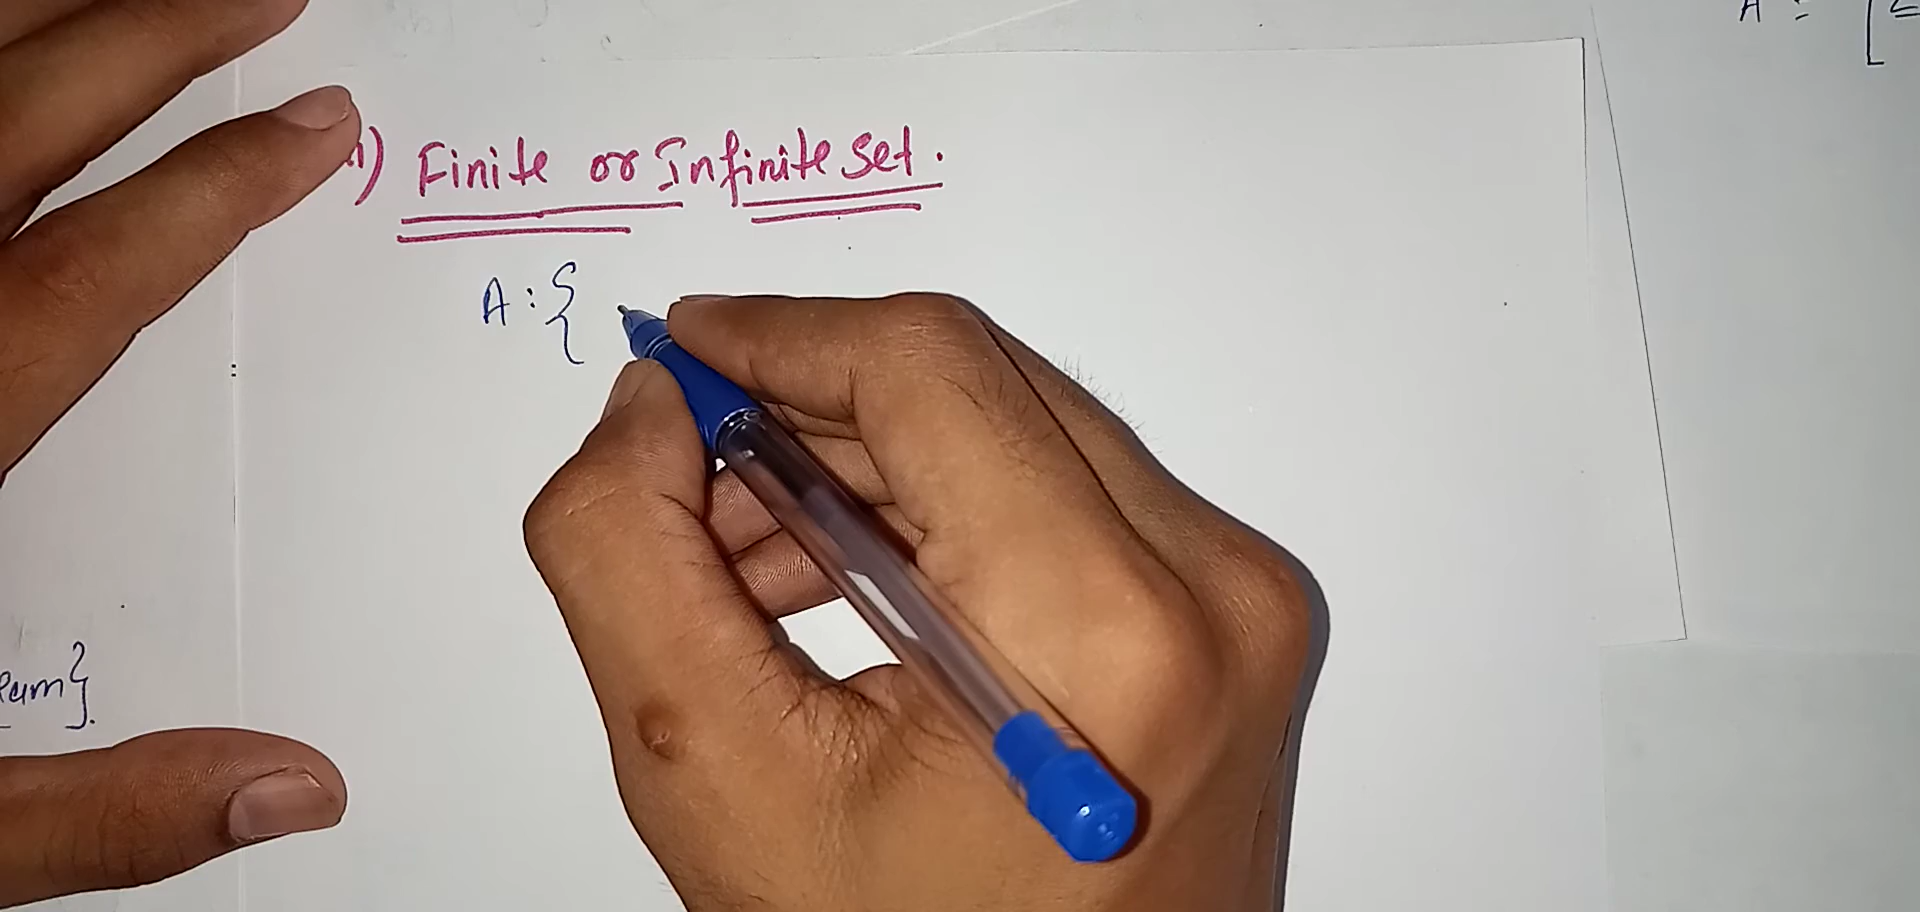 Finite or Infinite Set.
A : {